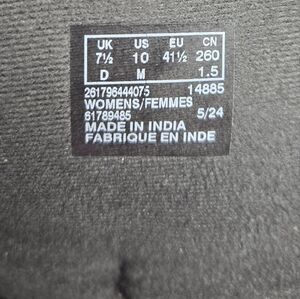 UK US EU CN
7½ 10 41½ 260
D M 1.5
261796444075 14885
WOMENS/FEMMES
61789485 5/24
MADE IN INDIA
FABRIQUE EN INDE